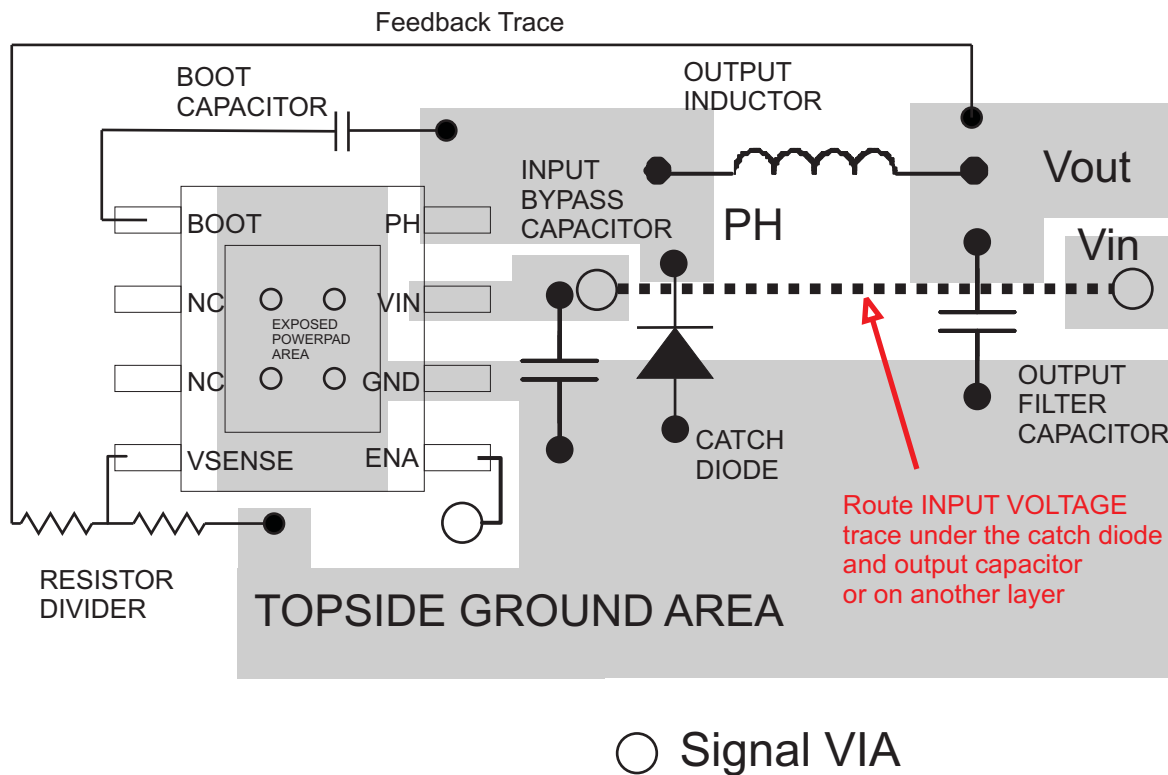 Feedback Trace
BOOT
CAPACITOR
OUTPUT
INDUCTOR
INPUT
BYPASS
CAPACITOR
Vout
PH
Vin
BOOT
PH
NC
VIN
EXPOSED
POWERPAD
AREA
NC
GND
VSENSE
ENA
CATCH
DIODE
OUTPUT
FILTER
CAPACITOR
Route INPUT VOLTAGE
trace under the catch diode
and output capacitor
or on another layer
RESISTOR
DIVIDER
TOPSIDE GROUND AREA
Signal VIA